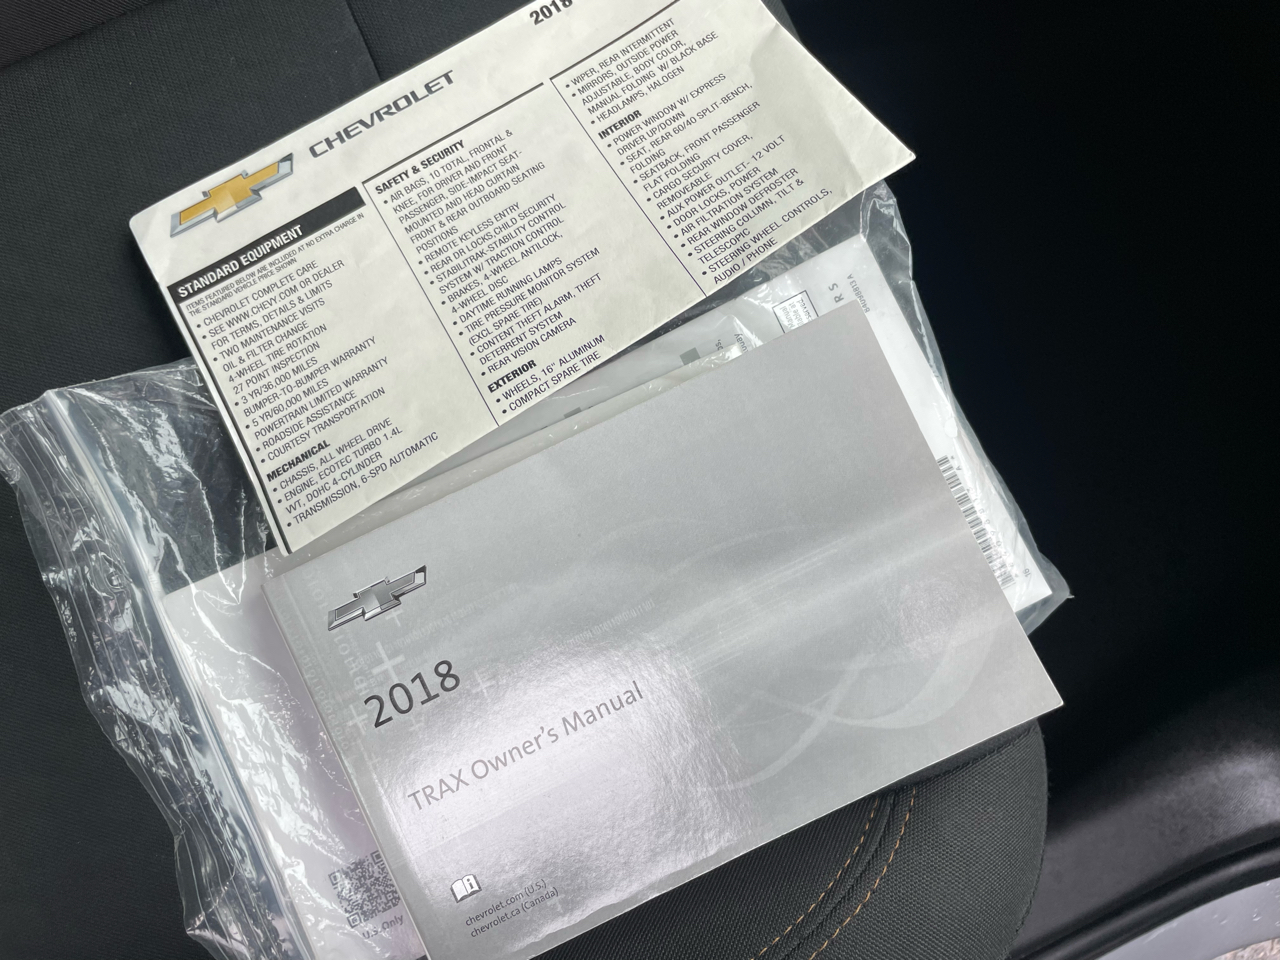 2018
CHEVROLET
STANDARD EQUIPMENT
ITEMS FEATURED BELOW ARE INCLUDED AT NO EXTRA CHARGE IN
THE STANDARD VEHICLE PRICE SHOWN
• CHEVROLET COMPLETE CARE
• SEE WWW.CHEVY.COM OR DEALER
FOR TERMS, DETAILS & LIMITS
• TWO MAINTENANCE VISITS
OIL & FILTER CHANGE
4-WHEEL TIRE ROTATION
27 POINT INSPECTION
• 3 YR/36,000 MILES
BUMPER-TO-BUMPER WARRANTY
• 5 YR/60,000 MILES
POWERTRAIN LIMITED WARRANTY
• ROADSIDE ASSISTANCE
• COURTESY TRANSPORTATION
MECHANICAL
• CHASSIS, ALL WHEEL DRIVE
• ENGINE, ECOTEC TURBO 1.4L
VVT, DOHC 4-CYLINDER
• TRANSMISSION, 6-SPD AUTOMATIC
SAFETY & SECURITY
• AIR BAGS, 10 TOTAL, FRONTAL &
KNEE, FOR DRIVER AND FRONT
PASSENGER, SIDE-IMPACT SEAT-
MOUNTED AND HEAD CURTAIN
FRONT & REAR OUTBOARD SEATING
POSITIONS
• REMOTE KEYLESS ENTRY
• REAR DR LOCKS,CHILD SECURITY
• STABILITRAK-STABILITY CONTROL
SYSTEM W/ TRACTION CONTROL
• BRAKES, 4-WHEEL ANTILOCK,
4-WHEEL DISC
• DAYTIME RUNNING LAMPS
• TIRE PRESSURE MONITOR SYSTEM
(EXCL SPARE TIRE)
• CONTENT THEFT ALARM, THEFT
DETERRENT SYSTEM
• REAR VISION CAMERA
EXTERIOR
• WHEELS, 16" ALUMINUM
• COMPACT SPARE TIRE
• WIPER, REAR INTERMITTENT
• MIRRORS, OUTSIDE POWER
ADJUSTABLE, BODY COLOR,
MANUAL FOLDING W/ BLACK BASE
• HEADLAMPS, HALOGEN
INTERIOR
• POWER WINDOW W/ EXPRESS
DRIVER UP/DOWN
• SEAT, REAR 60/40 SPLIT-BENCH,
FOLDING
• SEATBACK, FRONT PASSENGER
FLAT FOLDING
• CARGO SECURITY COVER,
REMOVEABLE
• AUX POWER OUTLET- 12 VOLT
• DOOR LOCKS, POWER
• AIR FILTRATION SYSTEM
• REAR WINDOW DEFROSTER
• STEERING COLUMN, TILT &
TELESCOPIC
• STEERING WHEEL CONTROLS,
AUDIO / PHONE
2018
TRAX Owner's Manual
chevrolet.com (U.S.)
chevrolet.ca (Canada)
U.S. Only